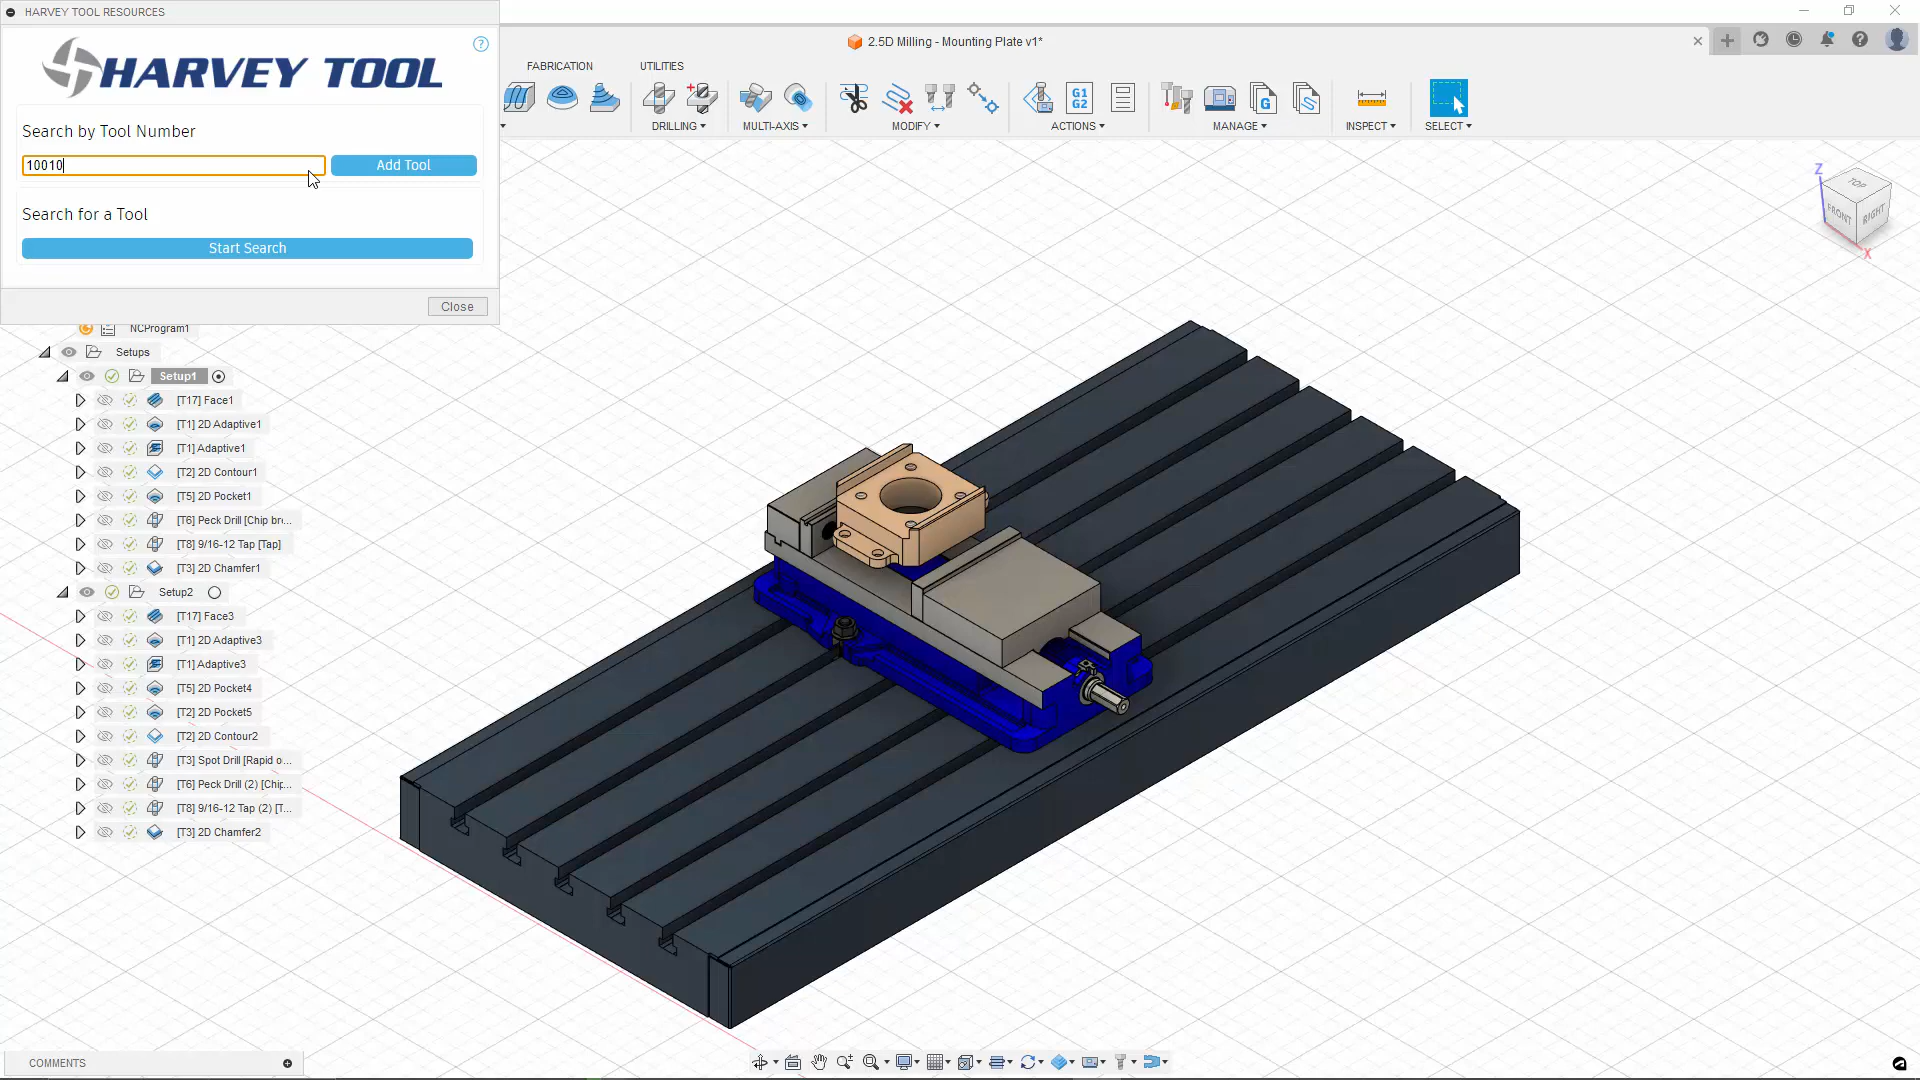 HARVEY TOOL RESOURCES
HARVEY TOOL
Search by Tool Number
10010
Add Tool
Search for a Tool
Start Search
Close
2.5D Milling - Mounting Plate v1*
FABRICATION
UTILITIES
G1
G2
G
S
DRILLING
MULTI-AXIS
MODIFY
ACTIONS
MANAGE
INSPECT
SELECT
Z
TOP
FRONT
RIGHT
X
NCProgram1
Setups
Setup1
[T17] Face1
[T1] 2D Adaptive1
[T1] Adaptive1
[T2] 2D Contour1
[T5] 2D Pocket1
[T6] Peck Drill [Chip bre...
[T8] 9/16-12 Tap [Tap]
[T3] 2D Chamfer1
Setup2
[T17] Face3
[T1] 2D Adaptive3
[T1] Adaptive3
[T5] 2D Pocket4
[T2] 2D Pocket5
[T2] 2D Contour2
[T3] Spot Drill [Rapid o...
[T6] Peck Drill (2) [Chip...
[T8] 9/16-12 Tap (2) [T...
[T3] 2D Chamfer2
COMMENTS